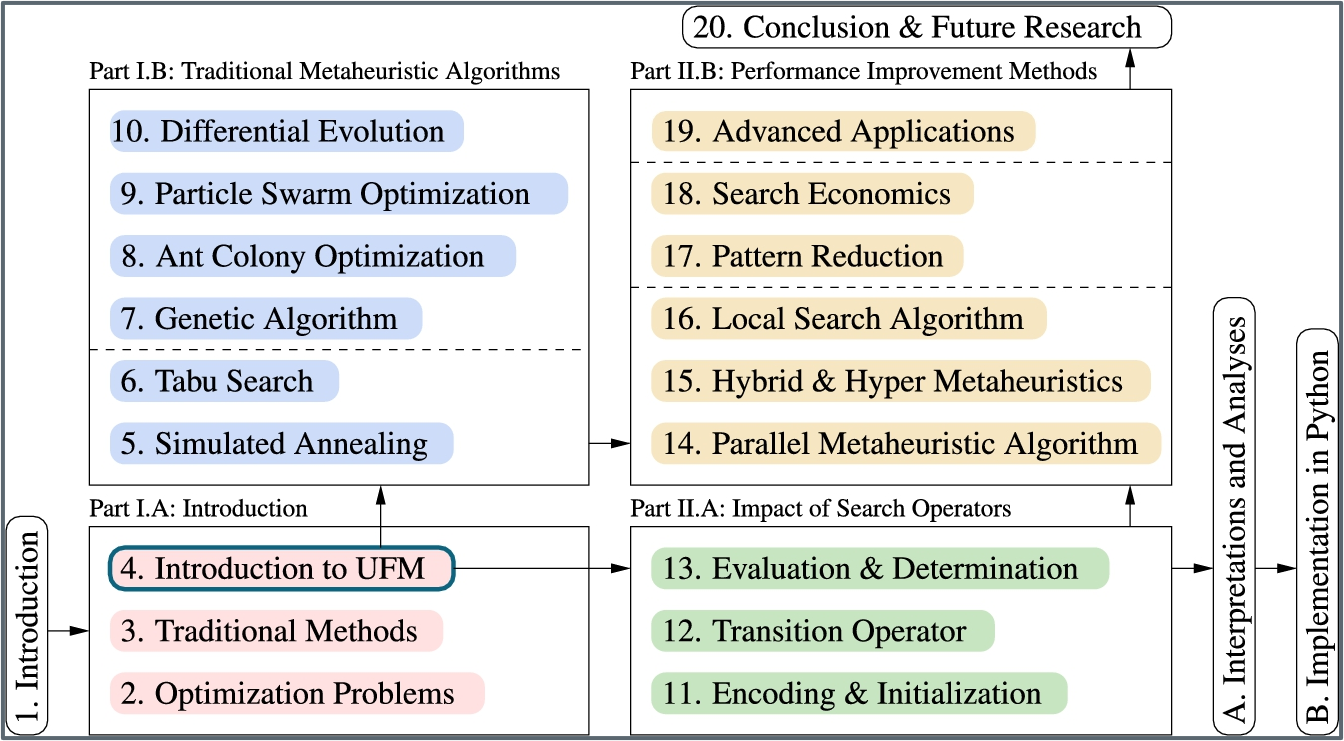 20. Conclusion & Future Research
Part I.B: Traditional Metaheuristic Algorithms
10. Differential Evolution
9. Particle Swarm Optimization
8. Ant Colony Optimization
7. Genetic Algorithm
6. Tabu Search
5. Simulated Annealing
Part II.B: Performance Improvement Methods
19. Advanced Applications
18. Search Economics
17. Pattern Reduction
16. Local Search Algorithm
15. Hybrid & Hyper Metaheuristics
14. Parallel Metaheuristic Algorithm
1. Introduction
Part I.A: Introduction
4. Introduction to UFM
3. Traditional Methods
2. Optimization Problems
Part II.A: Impact of Search Operators
13. Evaluation & Determination
12. Transition Operator
11. Encoding & Initialization
A. Interpretations and Analyses
B. Implementation in Python